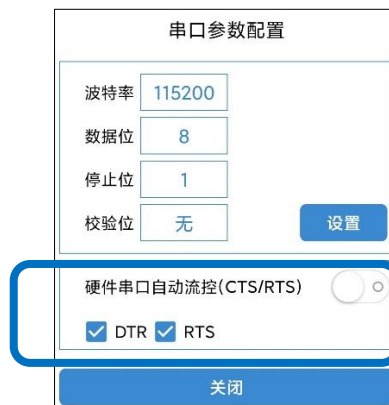 串口参数配置
波特率 115200
数据位 8
停止位 1
校验位 无 设置
硬件串口自动流控(CTS/RTS)
DTR RTS
关闭